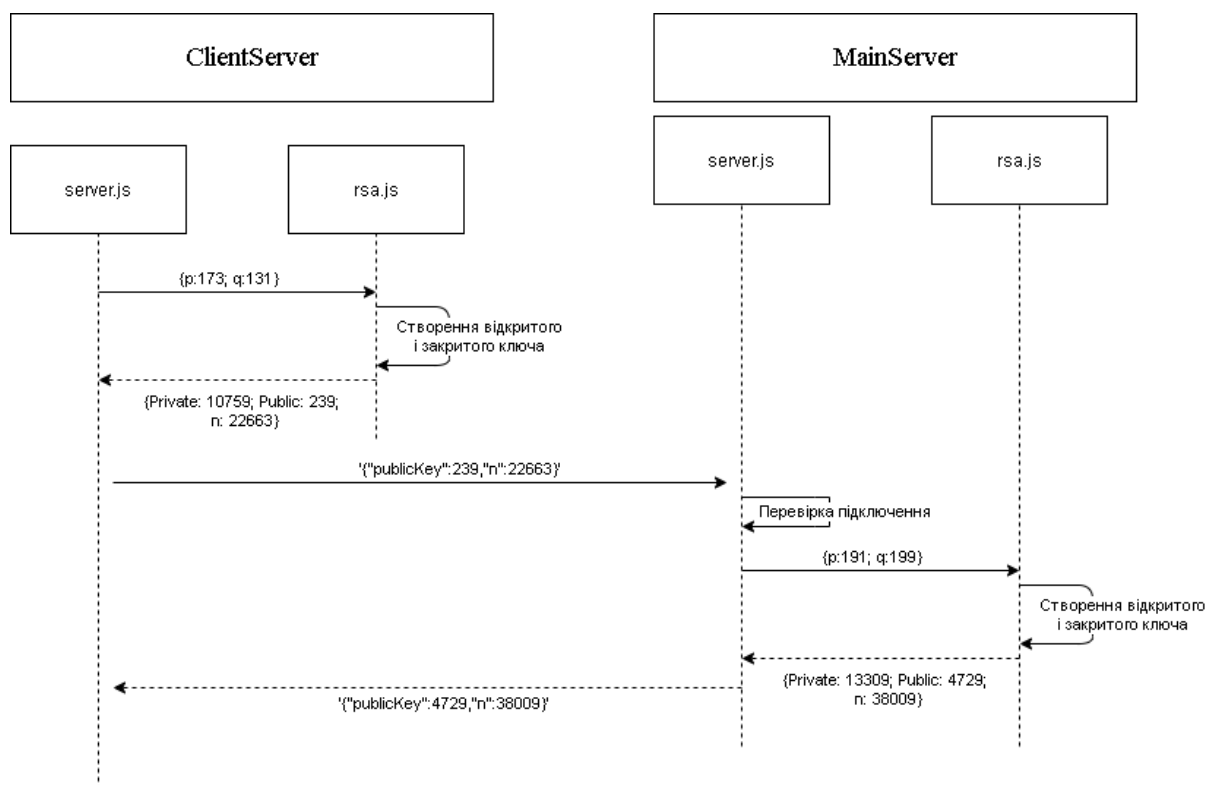 ClientServer
MainServer
server.js
rsa.js
server.js
rsa.js
{p:173; q:131}
Створення відкритого
і закритого ключа
{Private: 10759; Public: 239;
n: 22663}
'{"publicKey":239,"n":22663}'
Перевірка підключення
{p:191; q:199}
Створення відкритого
і закритого ключа
{Private: 13309; Public: 4729;
n: 38009}
'{"publicKey":4729,"n":38009}'